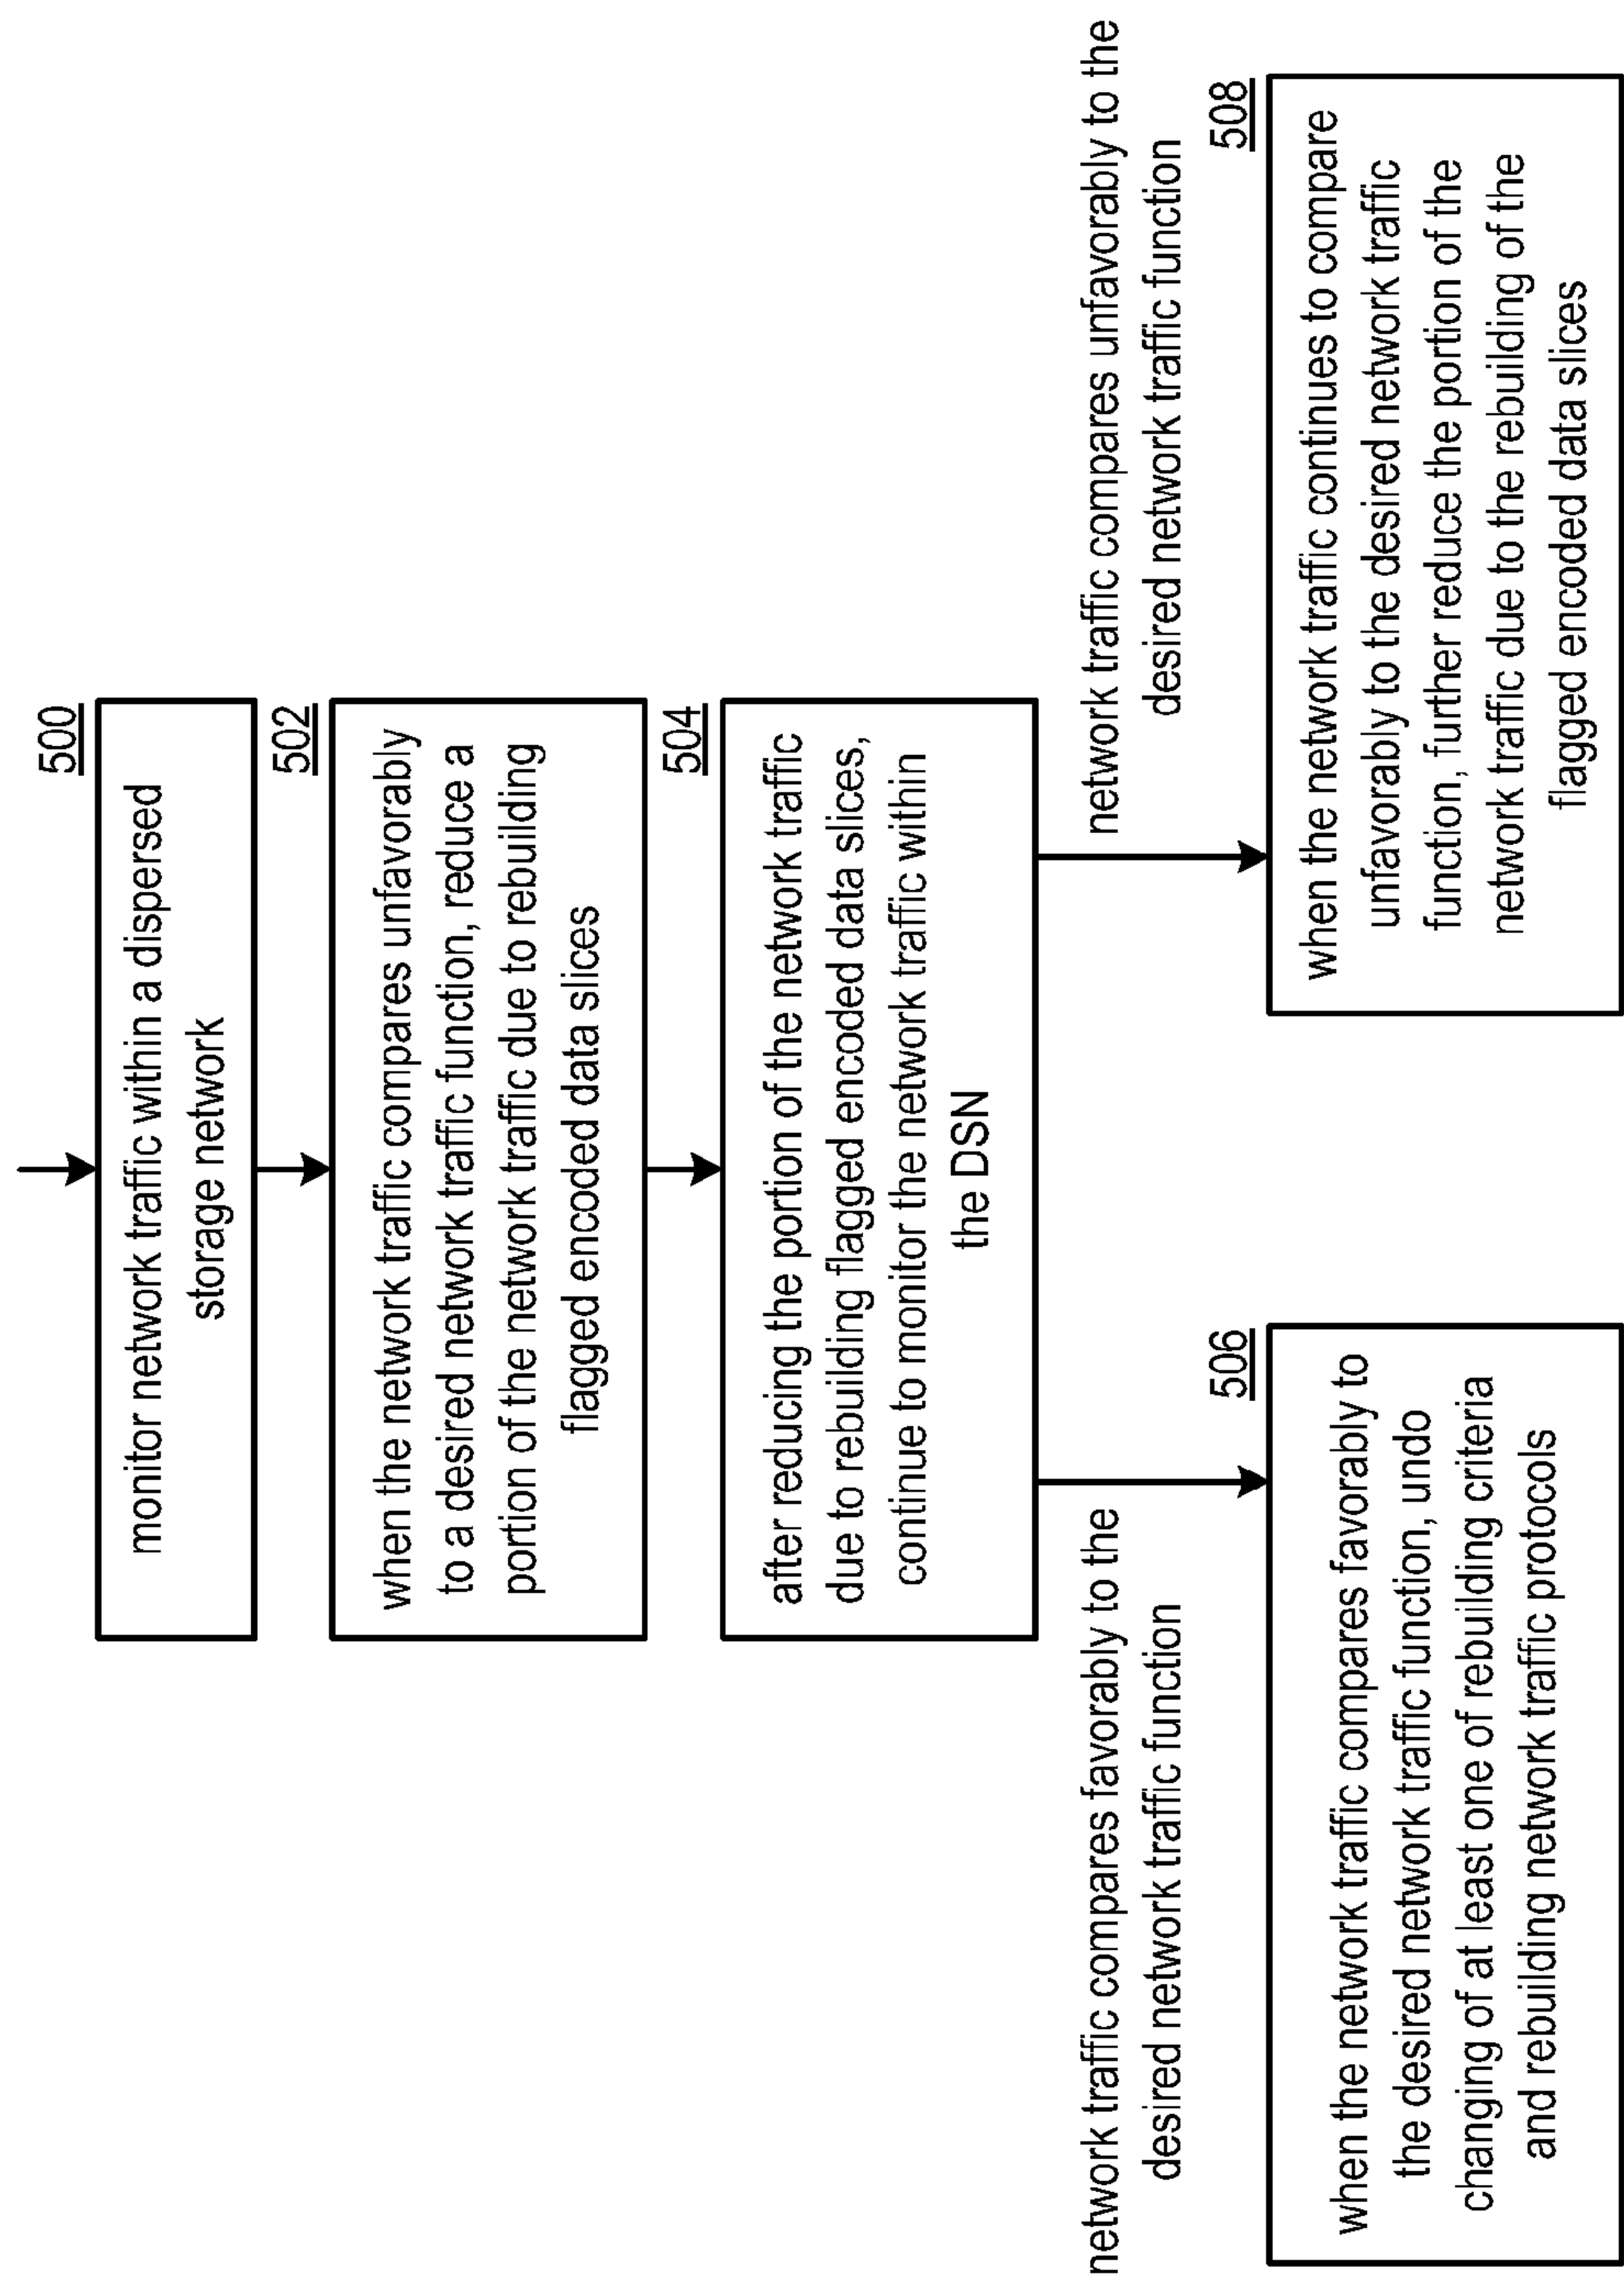 500
monitor network traffic within a dispersed
storage network
502
when the network traffic compares unfavorably
to a desired network traffic function, reduce a
portion of the network traffic due to rebuilding
flagged encoded data slices
504
after reducing the portion of the network traffic
due to rebuilding flagged encoded data slices,
continue to monitor the network traffic within
the DSN
network traffic compares favorably to the
desired network traffic function
506
when the network traffic compares favorably to
the desired network traffic function, undo
changing of at least one of rebuilding criteria
and rebuilding network traffic protocols
network traffic compares unfavorably to the
desired network traffic function
508
when the network traffic continues to compare
unfavorably to the desired network traffic
function, further reduce the portion of the
network traffic due to the rebuilding of the
flagged encoded data slices